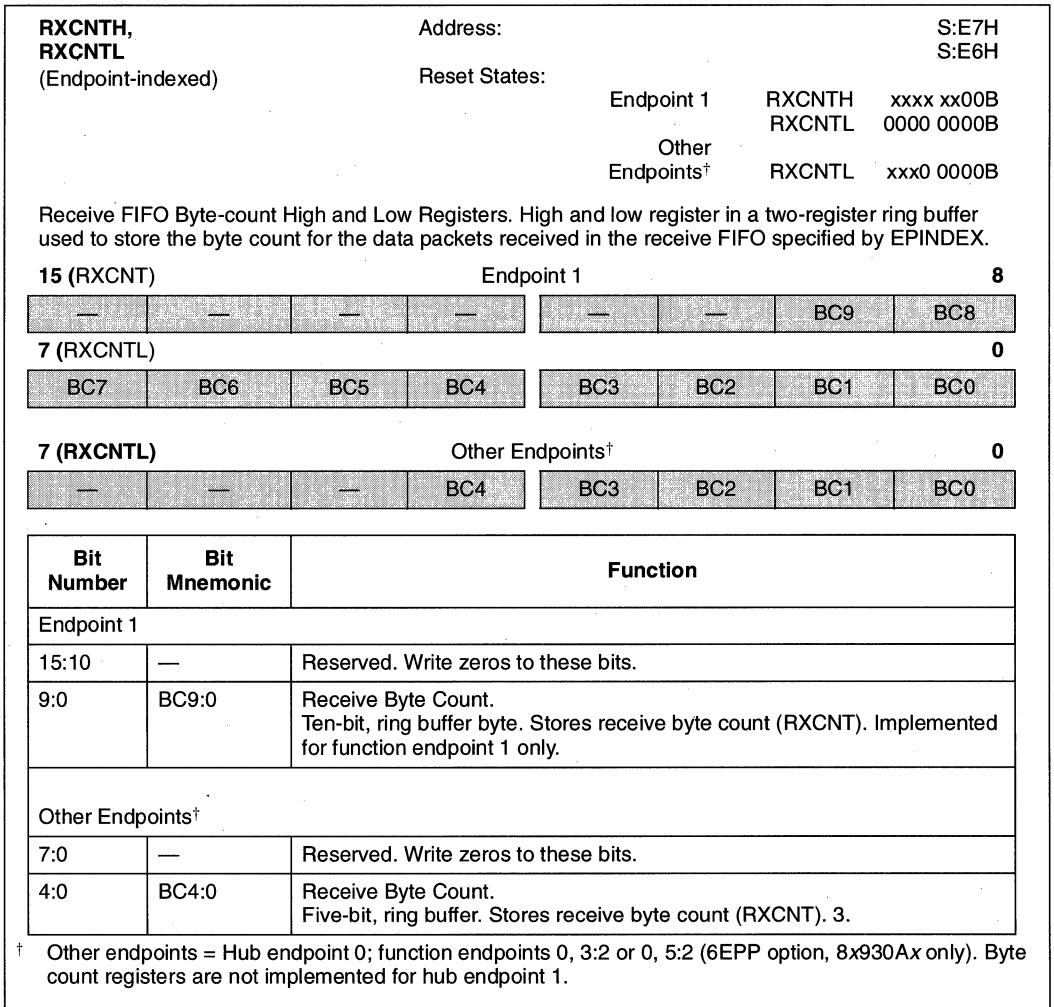 RXCNTH, Address: S:E7H
RXCNTL S:E6H
(Endpoint-indexed) Reset States:
Endpoint 1 RXCNTH xxxx xx00B
RXCNTL 0000 0000B
Other
Endpoints† RXCNTL xxx0 0000B
Receive FIFO Byte-count High and Low Registers. High and low register in a two-register ring buffer
used to store the byte count for the data packets received in the receive FIFO specified by EPINDEX.
15 (RXCNT) Endpoint 1 8
— — — — — — BC9 BC8
7 (RXCNTL) 0
BC7 BC6 BC5 BC4 BC3 BC2 BC1 BC0
7 (RXCNTL) Other Endpoints† 0
— — — BC4 BC3 BC2 BC1 BC0
Bit Number Bit Mnemonic Function
Endpoint 1
15:10 — Reserved. Write zeros to these bits.
9:0 BC9:0 Receive Byte Count.
Ten-bit, ring buffer byte. Stores receive byte count (RXCNT). Implemented
for function endpoint 1 only.
Other Endpoints†
7:0 — Reserved. Write zeros to these bits.
4:0 BC4:0 Receive Byte Count.
Five-bit, ring buffer. Stores receive byte count (RXCNT). 3.
† Other endpoints = Hub endpoint 0; function endpoints 0, 3:2 or 0, 5:2 (6EPP option, 8x930Ax only). Byte
count registers are not implemented for hub endpoint 1.